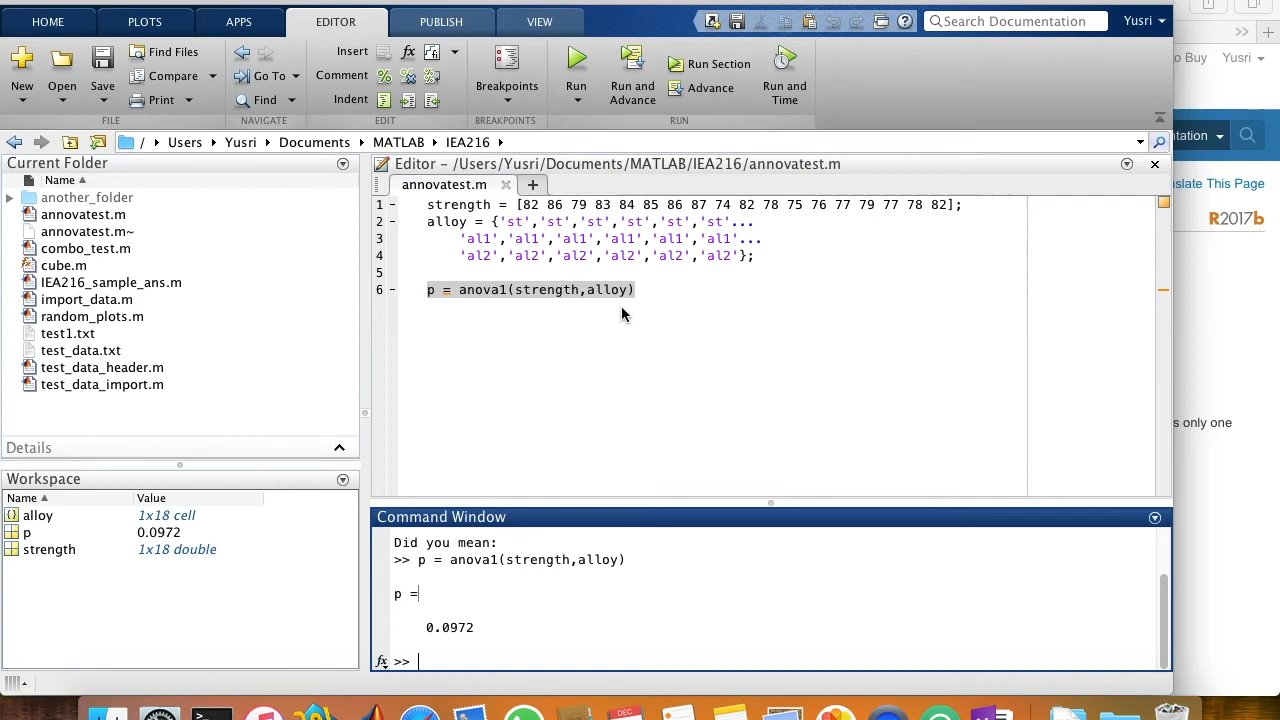 HOME PLOTS APPS EDITOR PUBLISH VIEW Search Documentation Yusri
New Open Save Find Files Compare Print
FILE
Go To Find
NAVIGATE
Insert fx
Comment
Indent
EDIT
Breakpoints
BREAKPOINTS
Run Run and Advance Run Section Advance Run and Time
RUN
/ Users Yusri Documents MATLAB IEA216
to Buy Yusri
ntation
slate This Page
R2017b
s only one
Current Folder
Name
another_folder
annovatest.m
annovatest.m~
combo_test.m
cube.m
IEA216_sample_ans.m
import_data.m
random_plots.m
test1.txt
test_data.txt
test_data_header.m
test_data_import.m
Details
Workspace
Name Value
alloy 1x18 cell
p 0.0972
strength 1x18 double
Editor – /Users/Yusri/Documents/MATLAB/IEA216/annovatest.m
annovatest.m
1 – strength = [82 86 79 83 84 85 86 87 74 82 78 75 76 77 79 77 78 82];
2 – alloy = {'st','st','st','st','st','st'...
3 'al1','al1','al1','al1','al1','al1'...
4 'al2','al2','al2','al2','al2','al2'};
5
6 – p = anova1(strength,alloy)
Command Window
Did you mean:
>> p = anova1(strength,alloy)
p =
0.0972
fx >>
DEC